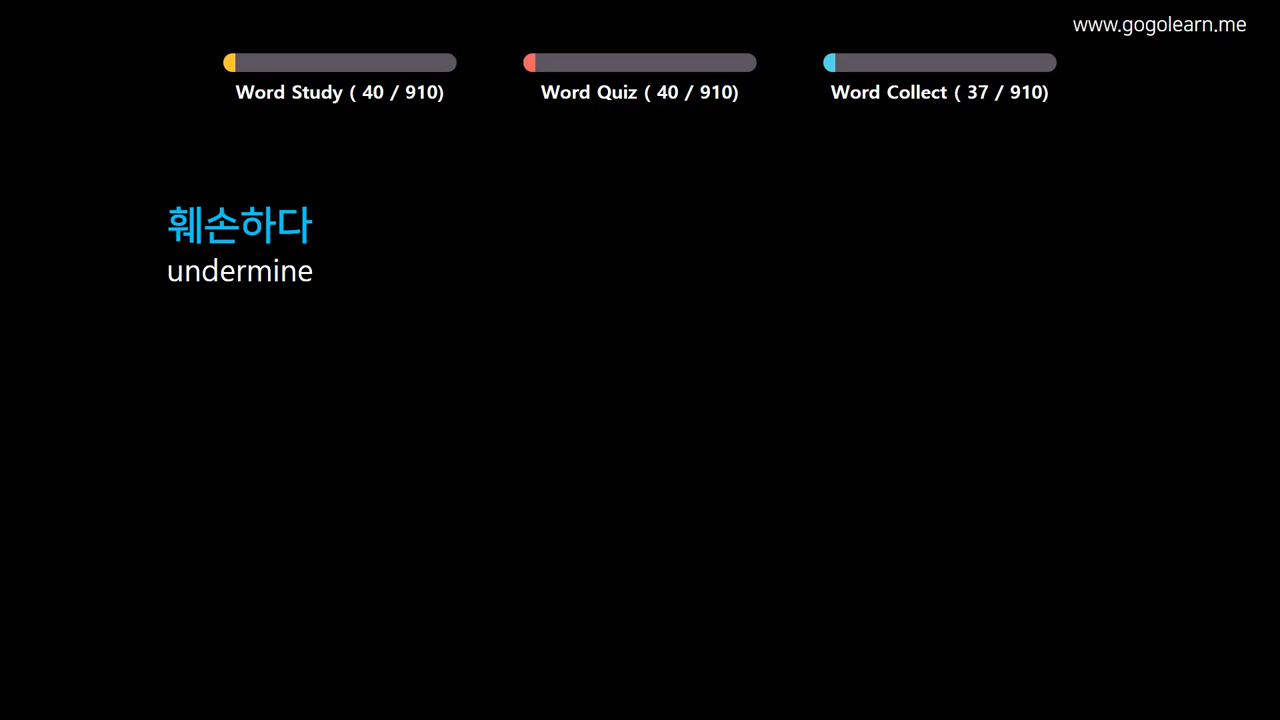 www.gogolearn.me
Word Study ( 40 / 910)
Word Quiz ( 40 / 910)
Word Collect ( 37 / 910)
훼손하다
undermine